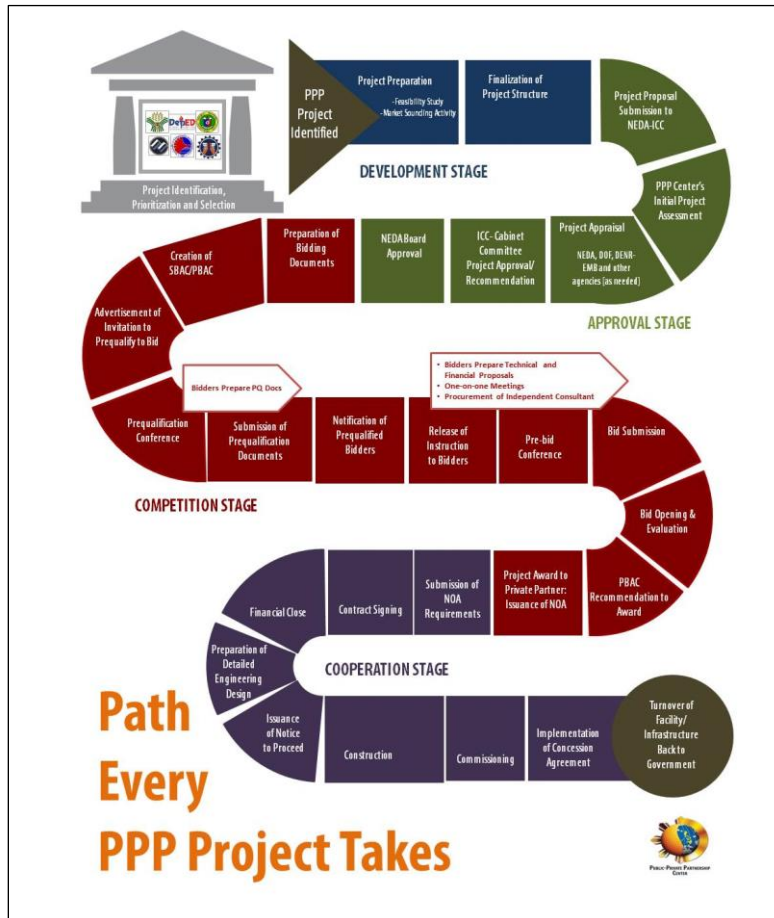 DepED
Project Identification,
Prioritization and Selection
PPP
Project
Identified
Project Preparation
-Feasibility Study
-Market Sounding Activity
Finalization of
Project Structure
DEVELOPMENT STAGE
Project Proposal
Submission to
NEDA-ICC
PPP Center's
Initial Project
Assessment
Project Appraisal
NEDA, DOF, DENR-
EMB and other
agencies [as needed]
ICC- Cabinet
Committee
Project Approval/
Recommendation
NEDA Board
Approval
APPROVAL STAGE
Preparation of
Bidding
Documents
Creation of
SBAC/PBAC
Advertisement of
Invitation to
Prequalify to Bid
Prequalification
Conference
Bidders Prepare PQ Docs
Submission of
Prequalification
Documents
Notification of
Prequalified
Bidders
Release of
Instruction
to Bidders
• Bidders Prepare Technical and
Financial Proposals
• One-on-one Meetings
• Procurement of Independent Consultant
Pre-bid
Conference
Bid Submission
Bid Opening &
Evaluation
PBAC
Recommendation to
Award
Project Award to
Private Partner:
Issuance of NOA
COMPETITION STAGE
Submission of
NOA
Requirements
Contract Signing
Financial Close
Preparation of
Detailed
Engineering
Design
Issuance
of Notice
to Proceed
Construction
Commissioning
Implementation
of Concession
Agreement
COOPERATION STAGE
Turnover of
Facility/
Infrastructure
Back to
Government
Path
Every
PPP Project Takes
PUBLIC-PRIVATE PARTNERSHIP
CENTER